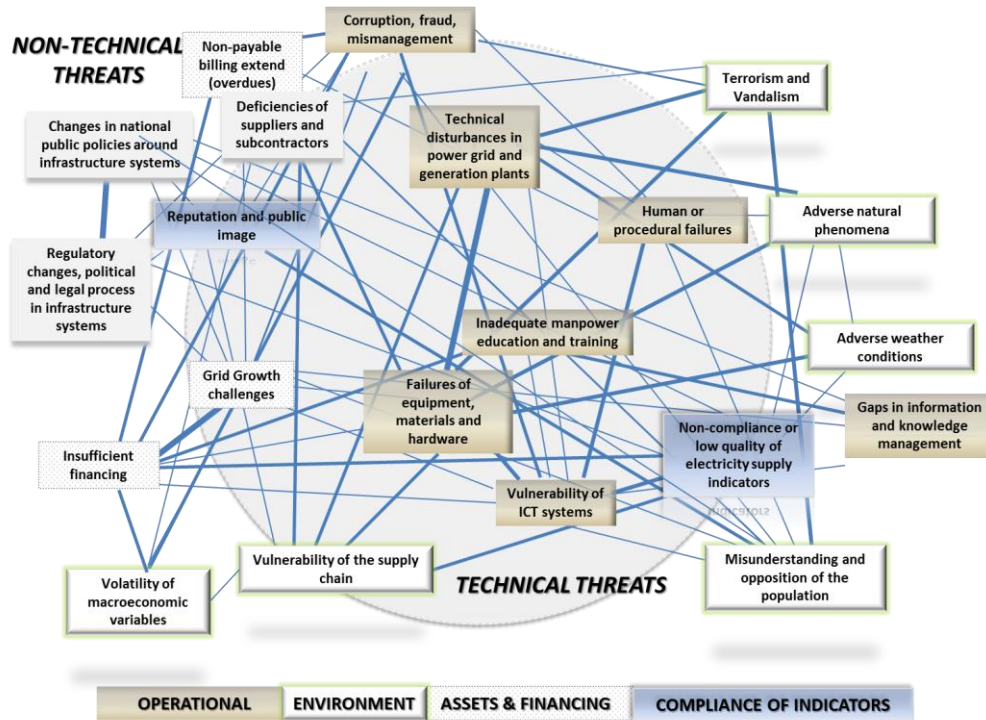 NON-TECHNICAL
THREATS
Corruption, fraud,
mismanagement
Non-payable
billing extend
(overdues)
Terrorism and
Vandalism
Deficiencies of
suppliers and
subcontractors
Technical
disturbances in
power grid and
generation plants
Changes in national
public policies around
infrastructure systems
Reputation and public
image
Human or
procedural failures
Adverse natural
phenomena
Regulatory
changes, political
and legal process
in infrastructure
systems
Inadequate manpower
education and training
Adverse weather
conditions
Grid Growth
challenges
Failures of
equipment,
materials and
hardware
Gaps in information
and knowledge
management
Non-compliance or
low quality of
electricity supply
indicators
Insufficient
financing
Vulnerability of
ICT systems
Vulnerability of the supply
chain
Misunderstanding and
opposition of the
population
Volatility of
macroeconomic
variables
TECHNICAL THREATS
OPERATIONAL
ENVIRONMENT
ASSETS & FINANCING
COMPLIANCE OF INDICATORS